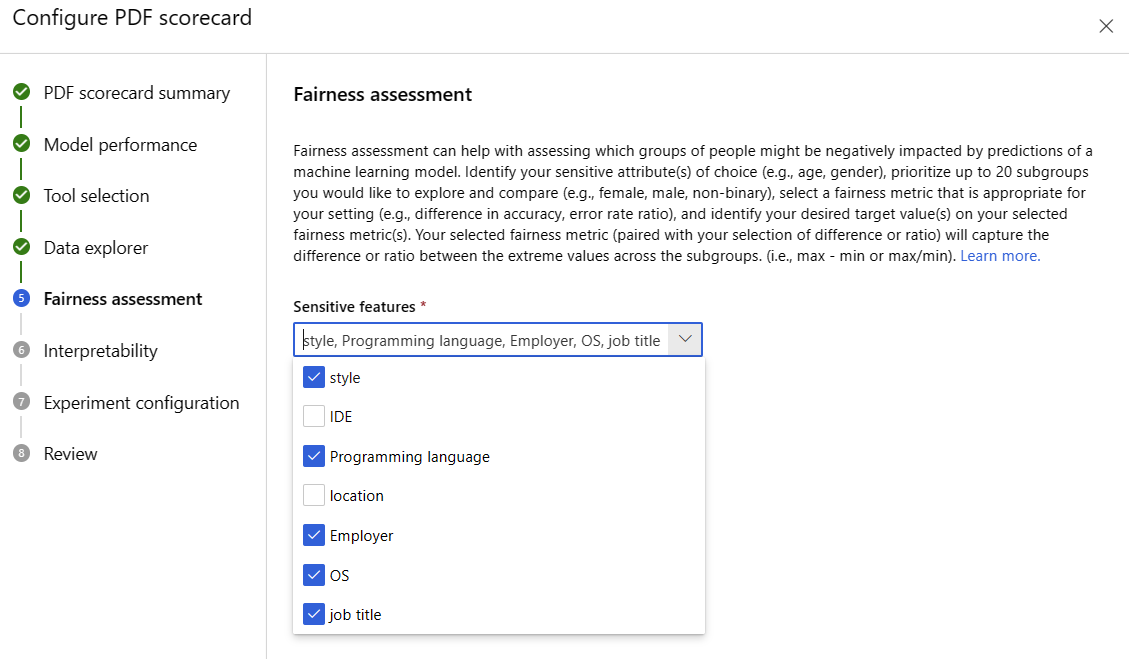 Configure PDF scorecard
PDF scorecard summary
Model performance
Tool selection
Data explorer
5
Fairness assessment
6
Interpretability
7
Experiment configuration
8
Review
Fairness assessment
Fairness assessment can help with assessing which groups of people might be negatively impacted by predictions of a
machine learning model. Identify your sensitive attribute(s) of choice (e.g., age, gender), prioritize up to 20 subgroups
you would like to explore and compare (e.g., female, male, non-binary), select a fairness metric that is appropriate for
your setting (e.g., difference in accuracy, error rate ratio), and identify your desired target value(s) on your selected
fairness metric(s). Your selected fairness metric (paired with your selection of difference or ratio) will capture the
difference or ratio between the extreme values across the subgroups. (i.e., max - min or max/min). Learn more.
Sensitive features *
style, Programming language, Employer, OS, job title
style
IDE
Programming language
location
Employer
OS
job title